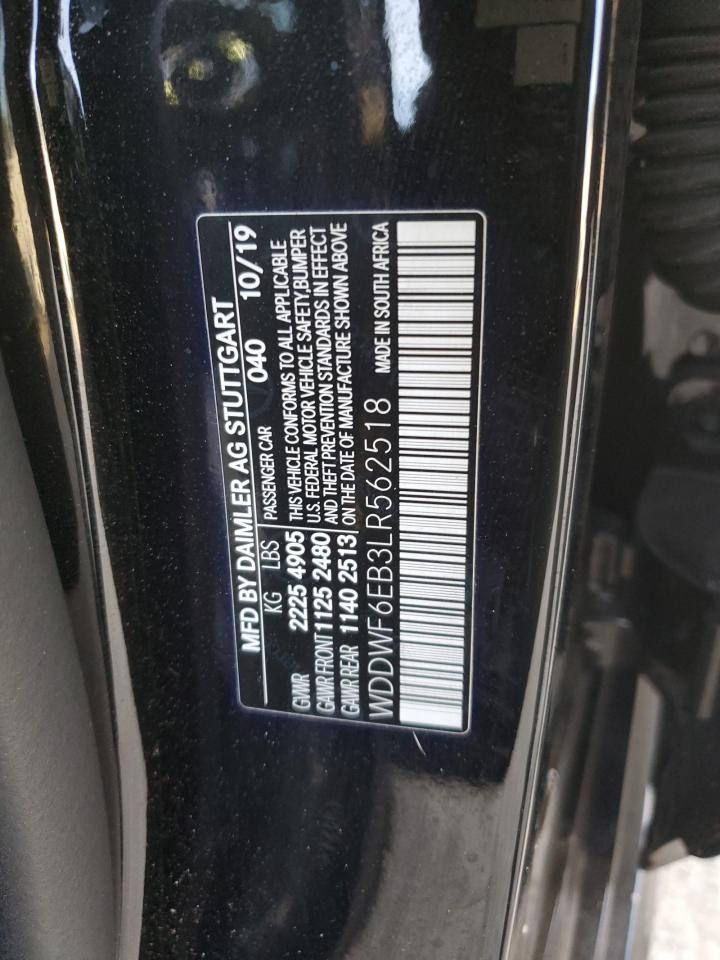 MFD BY DAIMLER AG STUTTGART
KG LBS 040 10/19
PASSENGER CAR
GVWR 2225 4905 THIS VEHICLE CONFORMS TO ALL APPLICABLE
GAWR FRONT 1125 2480 U.S. FEDERAL MOTOR VEHICLE SAFETY, BUMPER
AND THEFT PREVENTION STANDARDS IN EFFECT
GAWR REAR 1140 2513 ON THE DATE OF MANUFACTURE SHOWN ABOVE
WDDWF6EB3LR562518 MADE IN SOUTH AFRICA